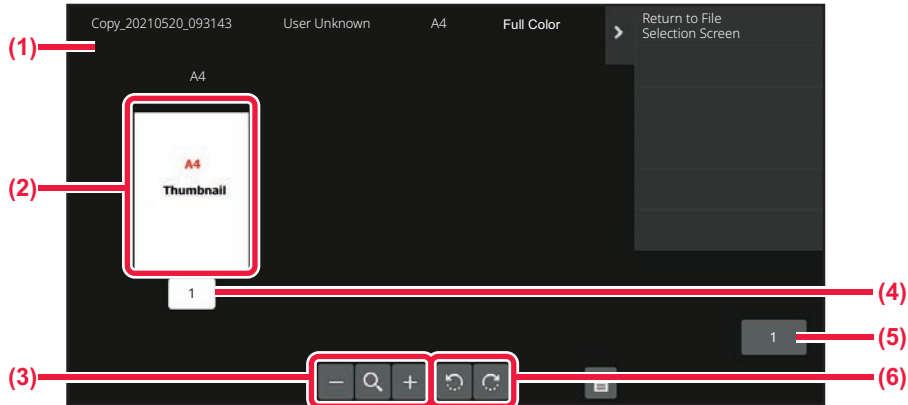 Copy_20210520_093143 User Unknown A4 Full Color
Return to File
Selection Screen
(1)
A4
(2)
A4
Thumbnail
1
(4)
1
(5)
(3)
(6)